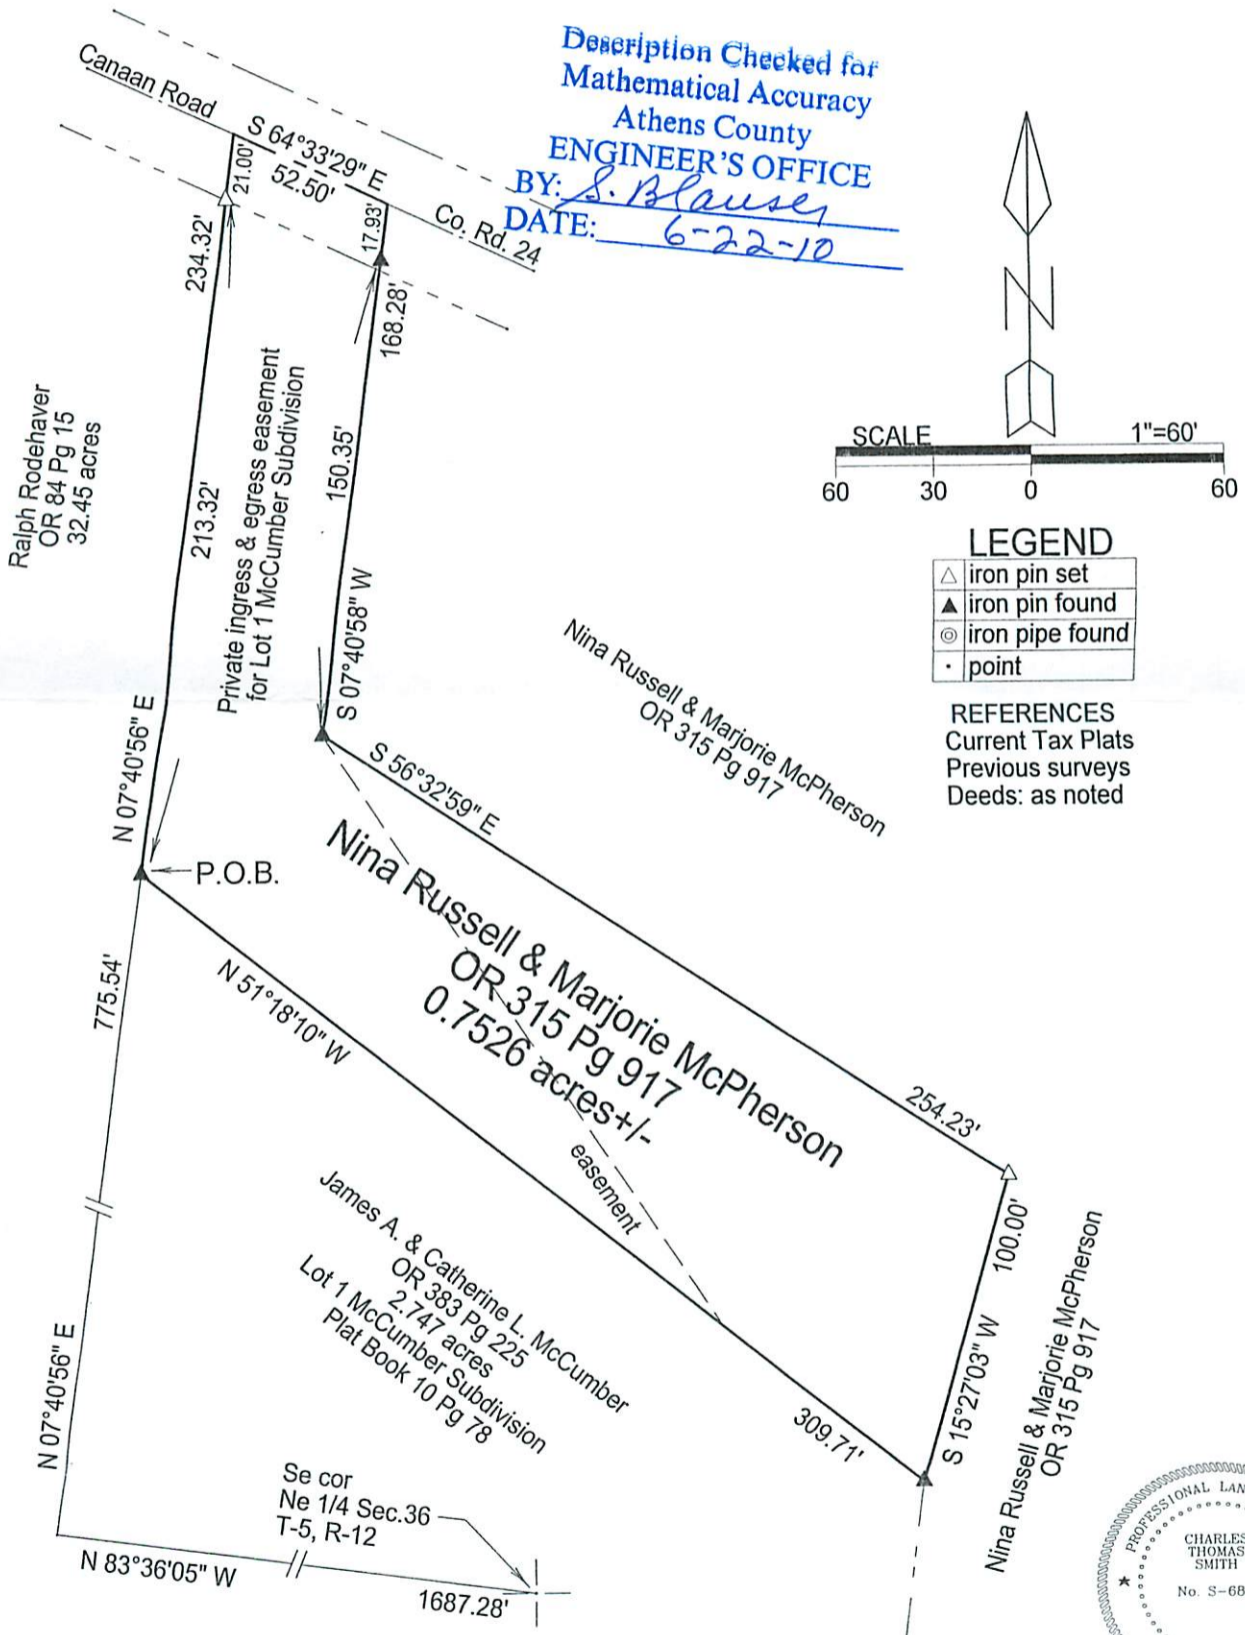 Description Checked for
Mathematical Accuracy
Athens County
ENGINEER'S OFFICE
BY: S. Blauser
DATE: 6-22-10
Canaan Road
S 64°33'29" E
52.50'
Co. Rd. 24
21.00'
17.93'
234.32'
168.28'
213.32'
150.35'
Private ingress & egress easement
for Lot 1 McCumber Subdivision
Ralph Rodehaver
OR 84 Pg 15
32.45 acres
N 07°40'56" E
S 07°40'58" W
N
SCALE 1"=60'
60 30 0 60
LEGEND
iron pin set
iron pin found
iron pipe found
point
REFERENCES
Current Tax Plats
Previous surveys
Deeds: as noted
Nina Russell & Marjorie McPherson
OR 315 Pg 917
S 56°32'59" E
254.23'
P.O.B.
Nina Russell & Marjorie McPherson
OR 315 Pg 917
0.7526 acres+/-
N 51°18'10" W
309.71'
easement
775.54'
100.00'
S 15°27'03" W
Nina Russell & Marjorie McPherson
OR 315 Pg 917
James A. & Catherine L. McCumber
OR 383 Pg 225
2.747 acres
Lot 1 McCumber Subdivision
Plat Book 10 Pg 78
N 07°40'56" E
Se cor
Ne 1/4 Sec.36
T-5, R-12
N 83°36'05" W
1687.28'
PROFESSIONAL LAN
CHARLES
THOMAS
SMITH
No. S-68